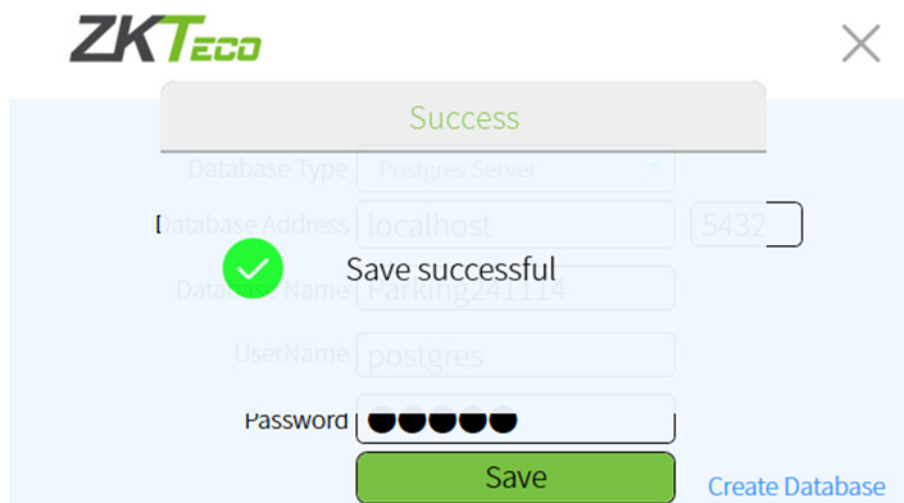 ZKTeco
Success
Database Type Postgres Server
Database Address localhost 5432
Save successful
Database Name Parking241114
UserName postgres
Password ●●●●●
Save
Create Database